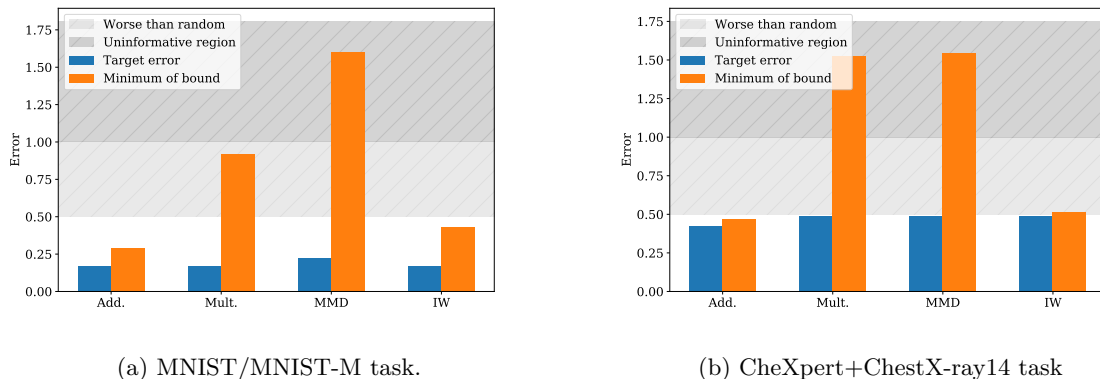 Worse than random
Uninformative region
Target error
Minimum of bound
Error
1.75
1.50
1.25
1.00
0.75
0.50
0.25
0.00
Add.
Mult.
MMD
IW
(a) MNIST/MNIST-M task.
Worse than random
Uninformative region
Target error
Minimum of bound
Error
1.75
1.50
1.25
1.00
0.75
0.50
0.25
0.00
Add.
Mult.
MMD
IW
(b) CheXpert+ChestX-ray14 task